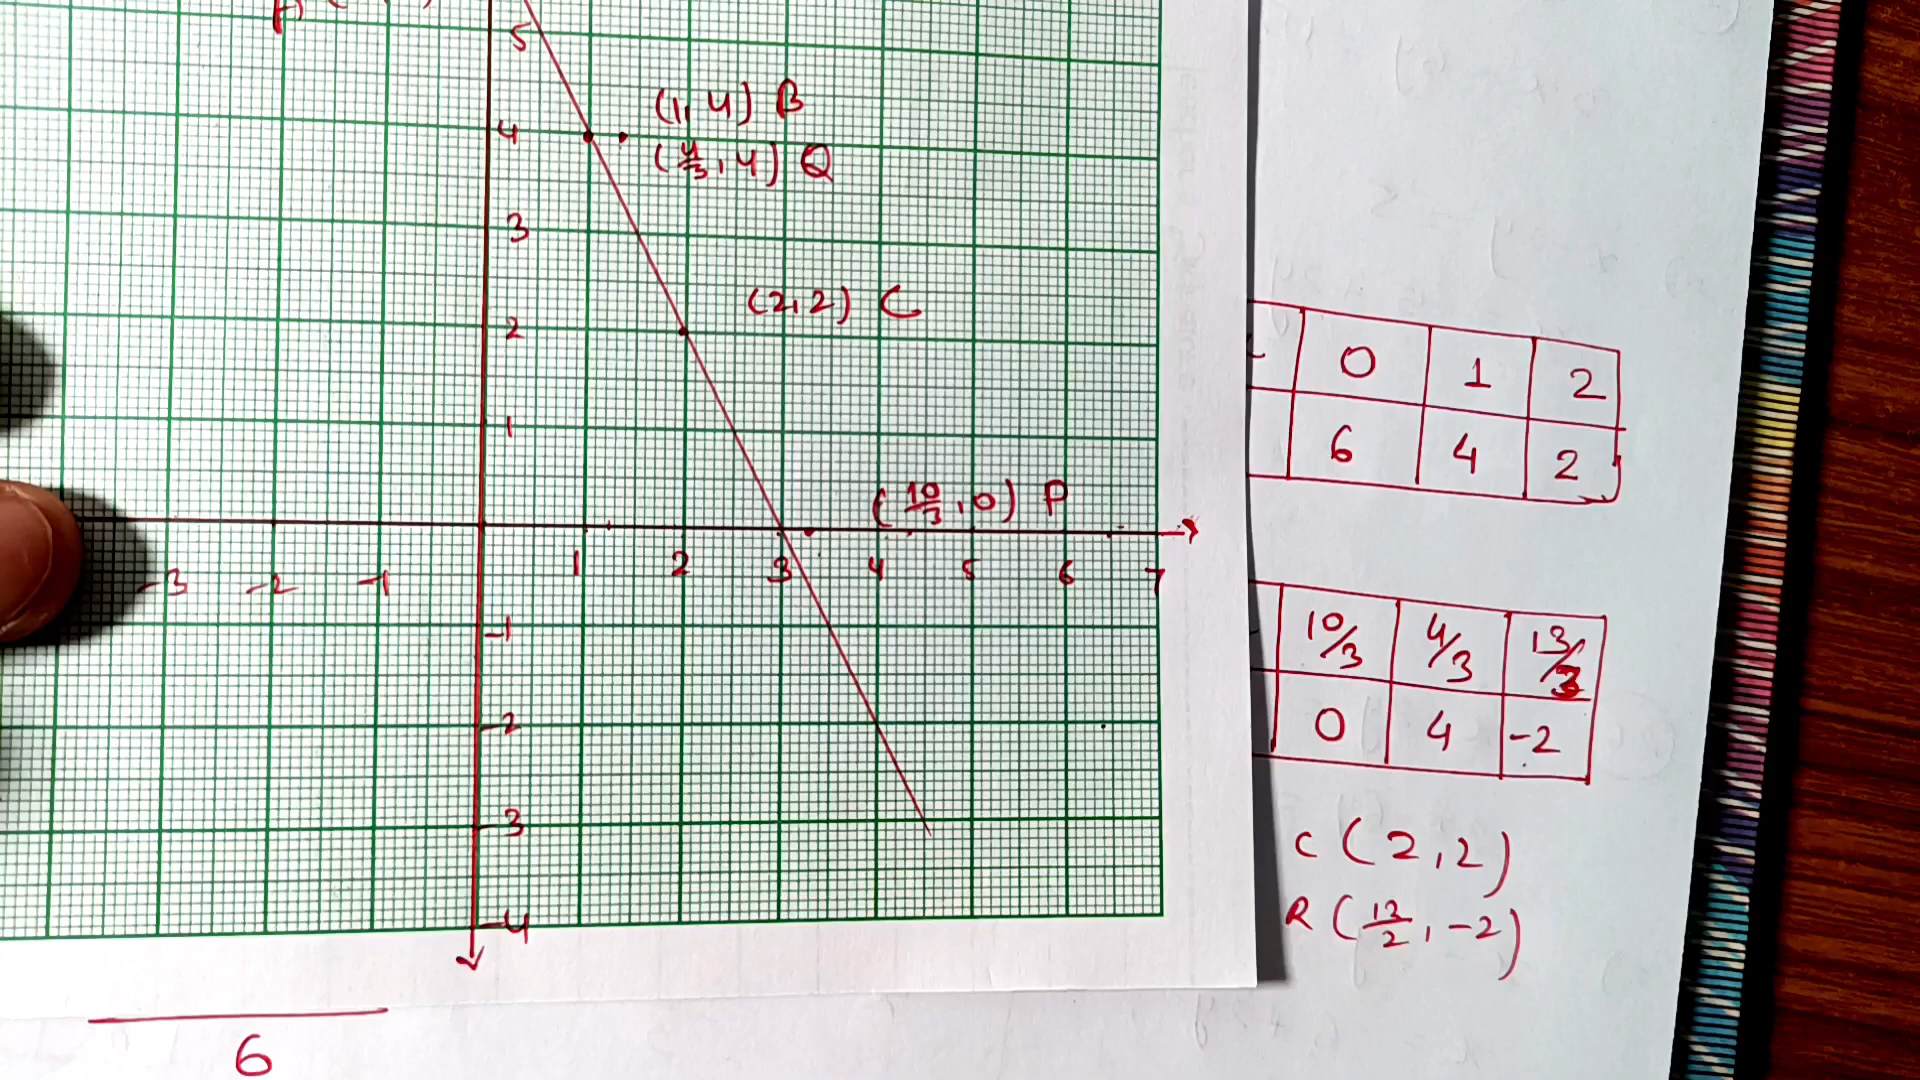 5
(1, 4) B
4
(4/3, 4) Q
3
(2, 2) C
2
1
(10/3, 0) P
-3 -2 -1 1 2 3 4 5 6 7
-1
-2
-3
-4
6
0 1 2
6 4 2
10/3 4/3 13/3
0 4 -2
C (2, 2)
R (13/2, -2)